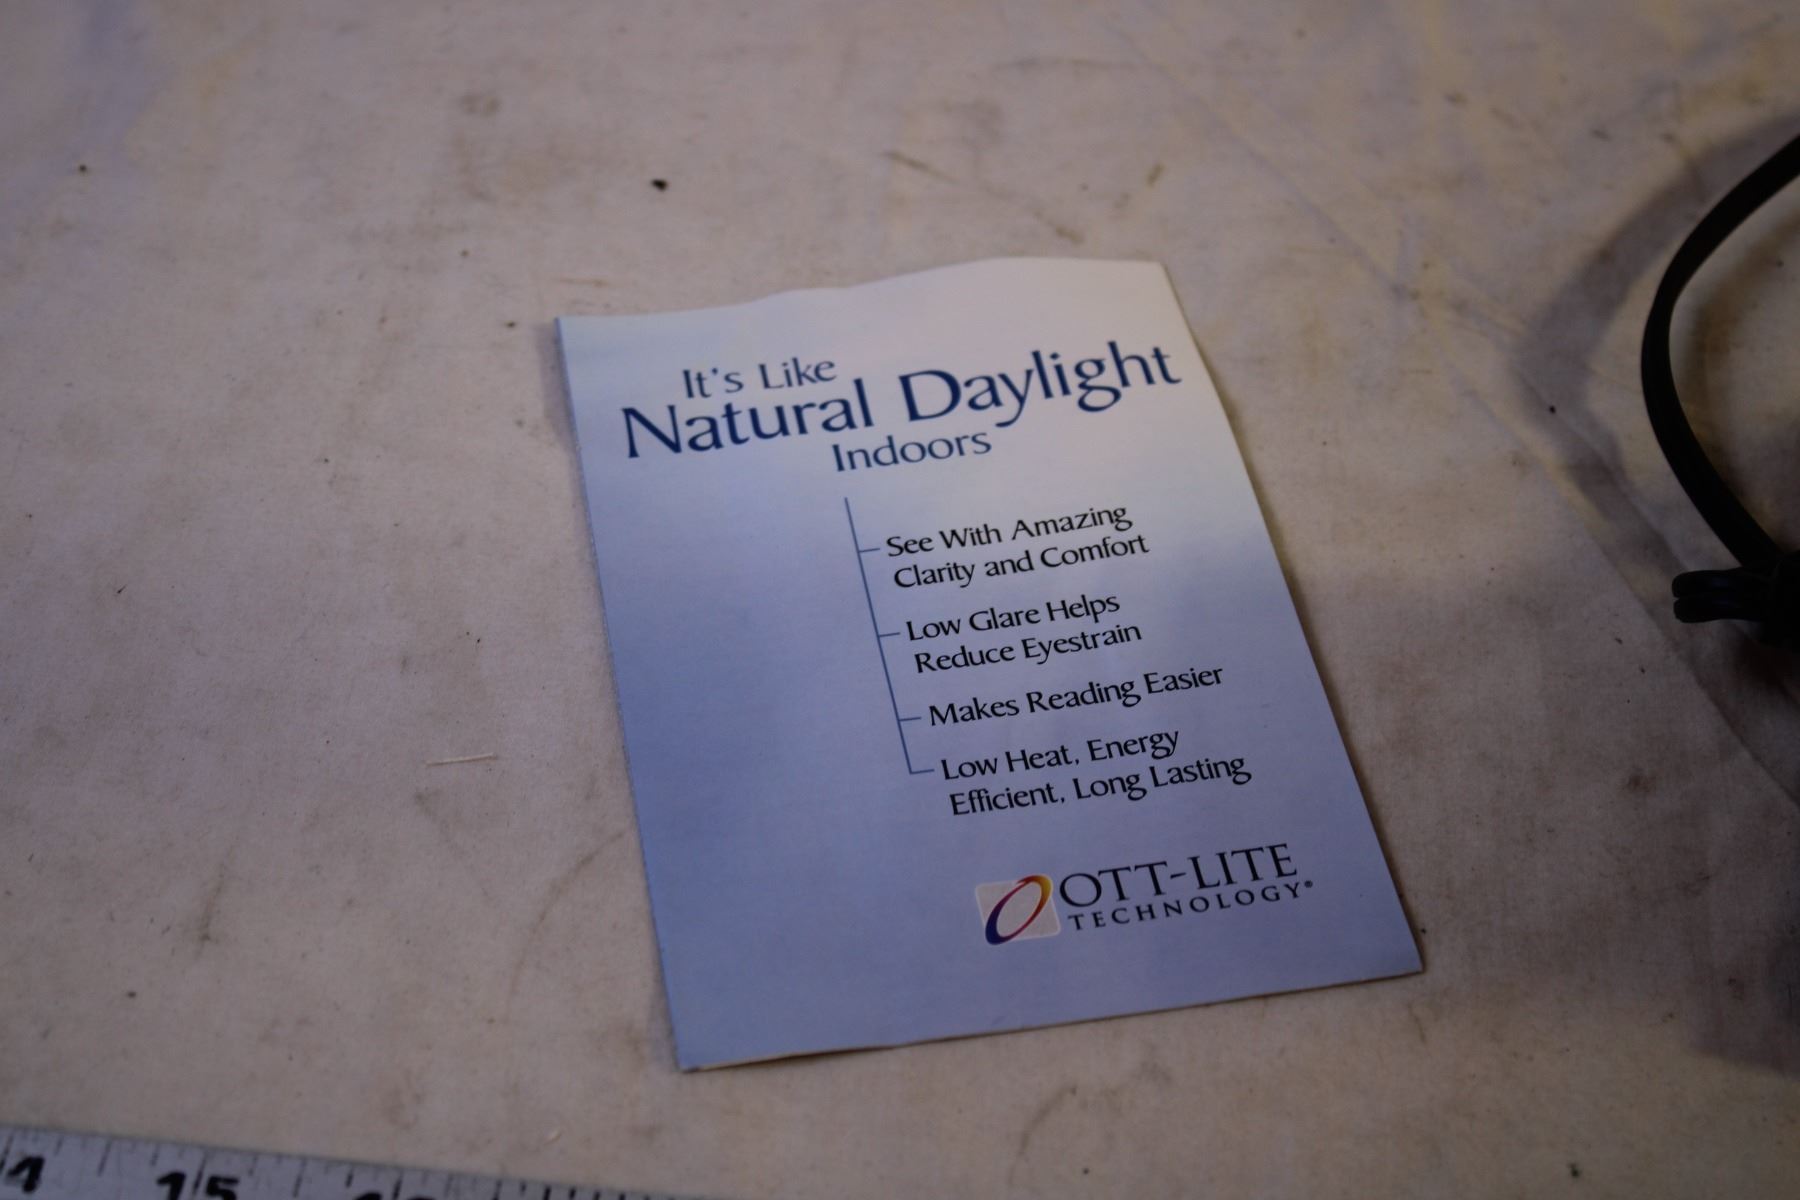 It's Like
Natural Daylight
Indoors
See With Amazing
Clarity and Comfort
Low Glare Helps
Reduce Eyestrain
Makes Reading Easier
Low Heat, Energy
Efficient, Long Lasting
OTT-LITE
TECHNOLOGY®
4 15